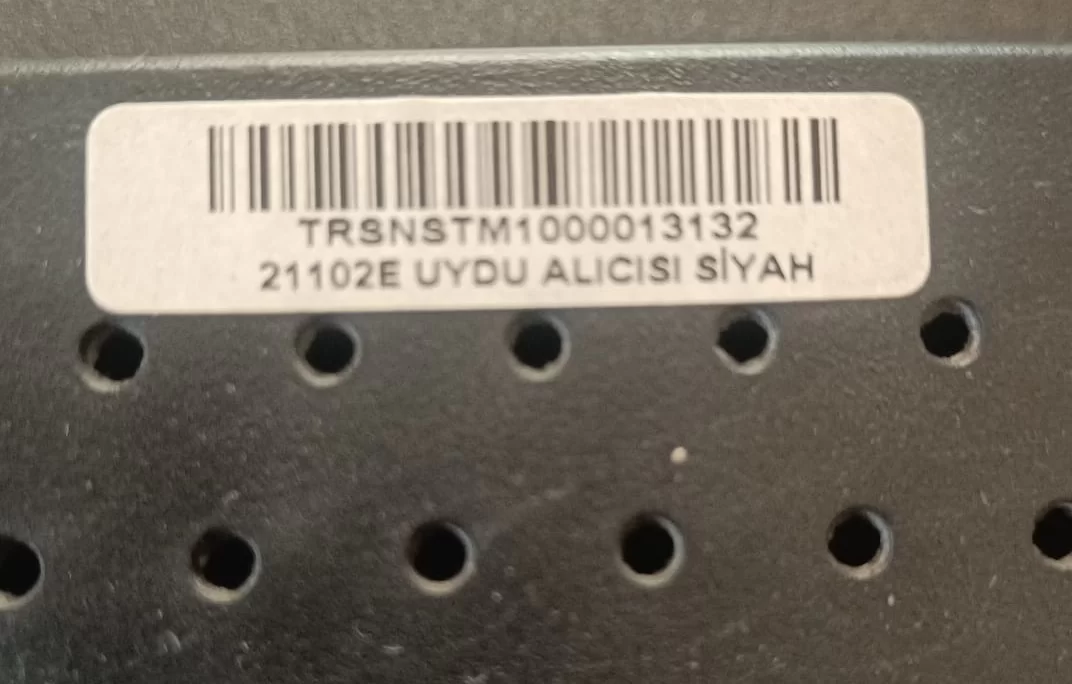 TRSNSTM1000013132
21102E UYDU ALICISI SİYAH